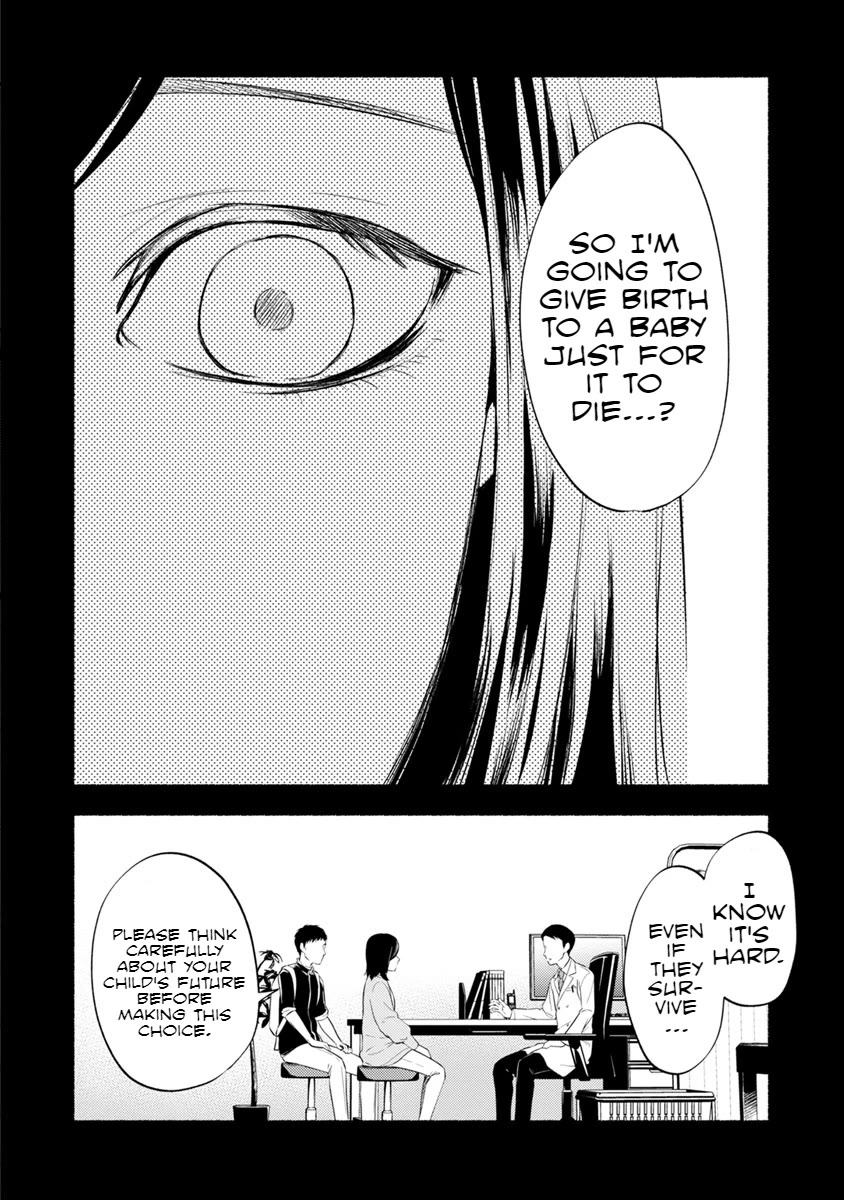 SO I'M
GOING TO
GIVE BIRTH
TO A BABY
JUST FOR
IT TO
DIE...?
I
KNOW
IT'S
HARD.
EVEN
IF
THEY
SUR-
VIVE
...
PLEASE THINK
CAREFULLY
ABOUT YOUR
CHILD'S FUTURE
BEFORE
MAKING THIS
CHOICE.